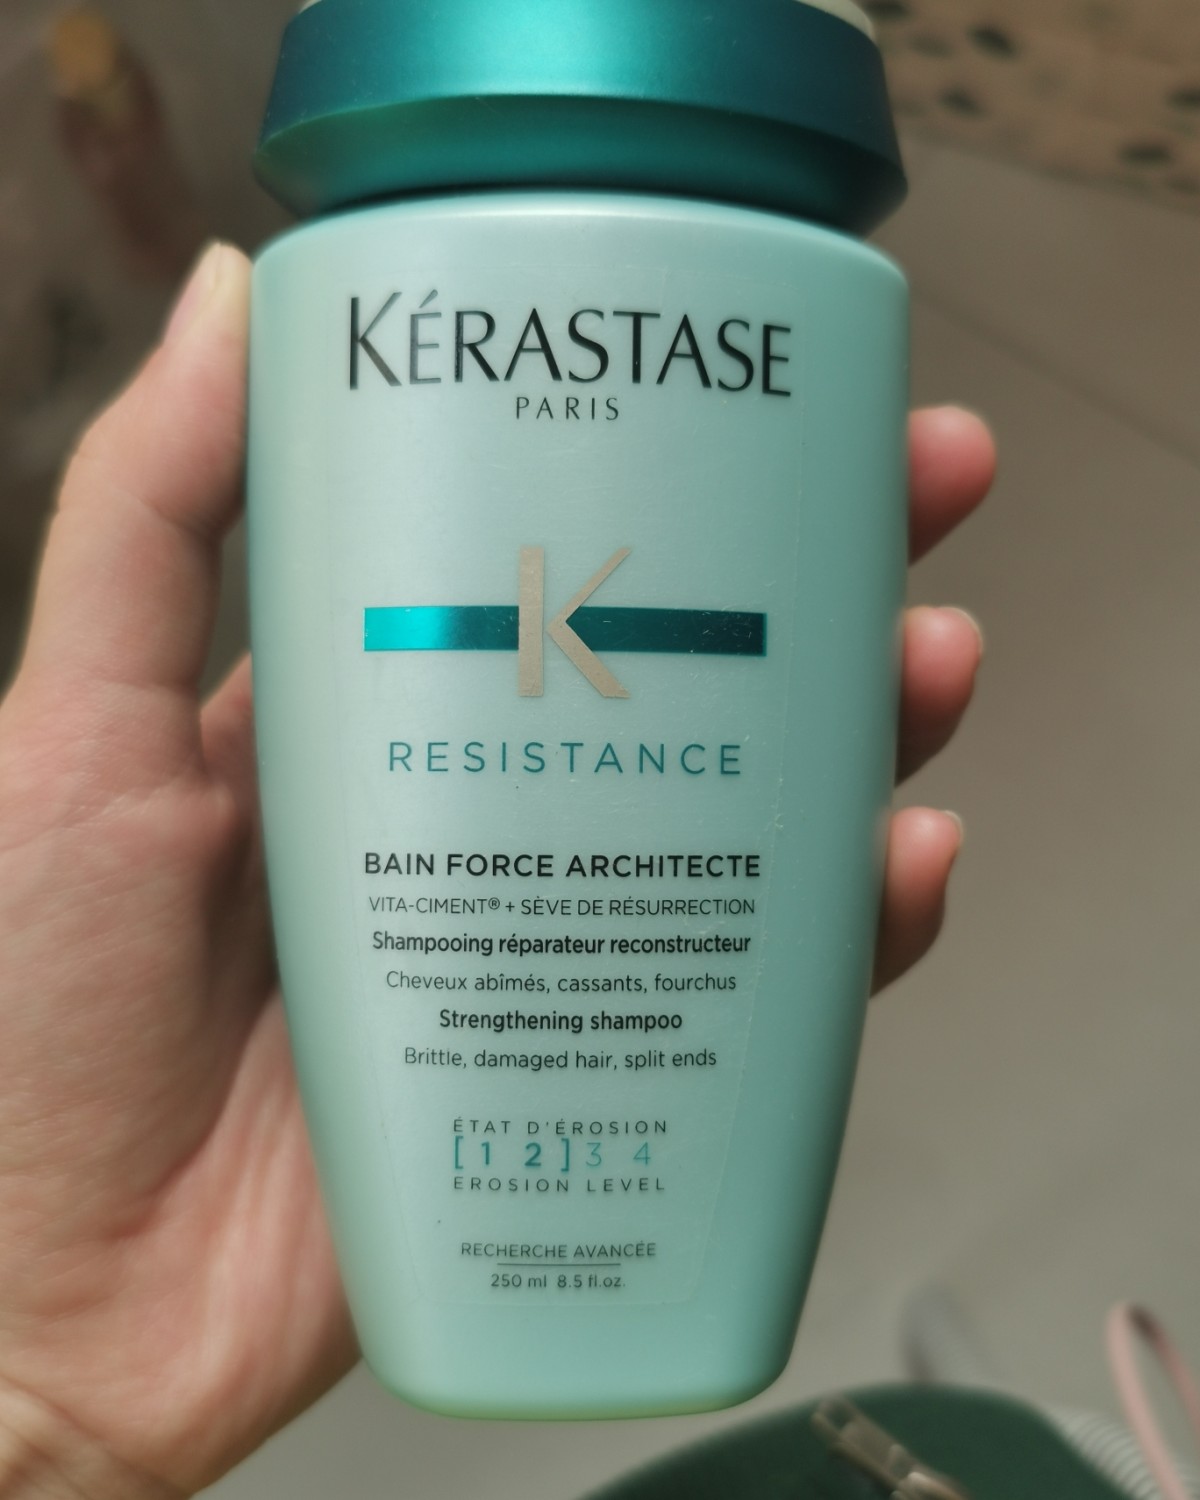 KÉRASTASE
PARIS
K
RESISTANCE
BAIN FORCE ARCHITECTE
VITA-CIMENT® + SÈVE DE RÉSURRECTION
Shampooing réparateur reconstructeur
Cheveux abîmés, cassants, fourchus
Strengthening shampoo
Brittle, damaged hair, split ends
ÉTAT D'ÉROSION
[1 2]3 4
EROSION LEVEL
RECHERCHE AVANCÉE
250 ml 8.5 fl.oz.